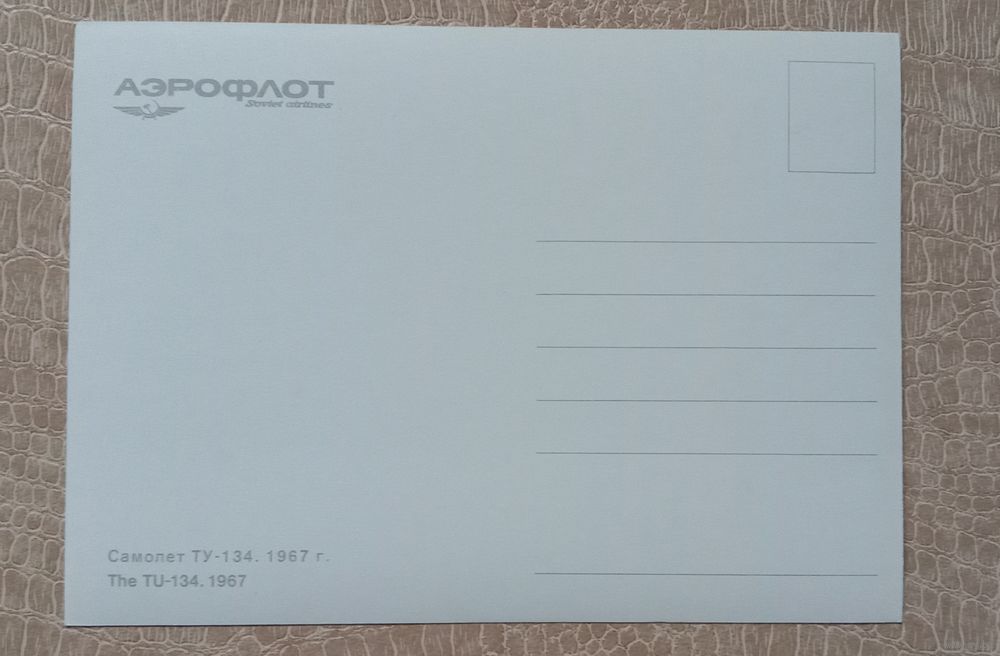 АЭРОФЛОТ
Soviet airlines
Самолет ТУ-134. 1967 г.
The TU-134. 1967